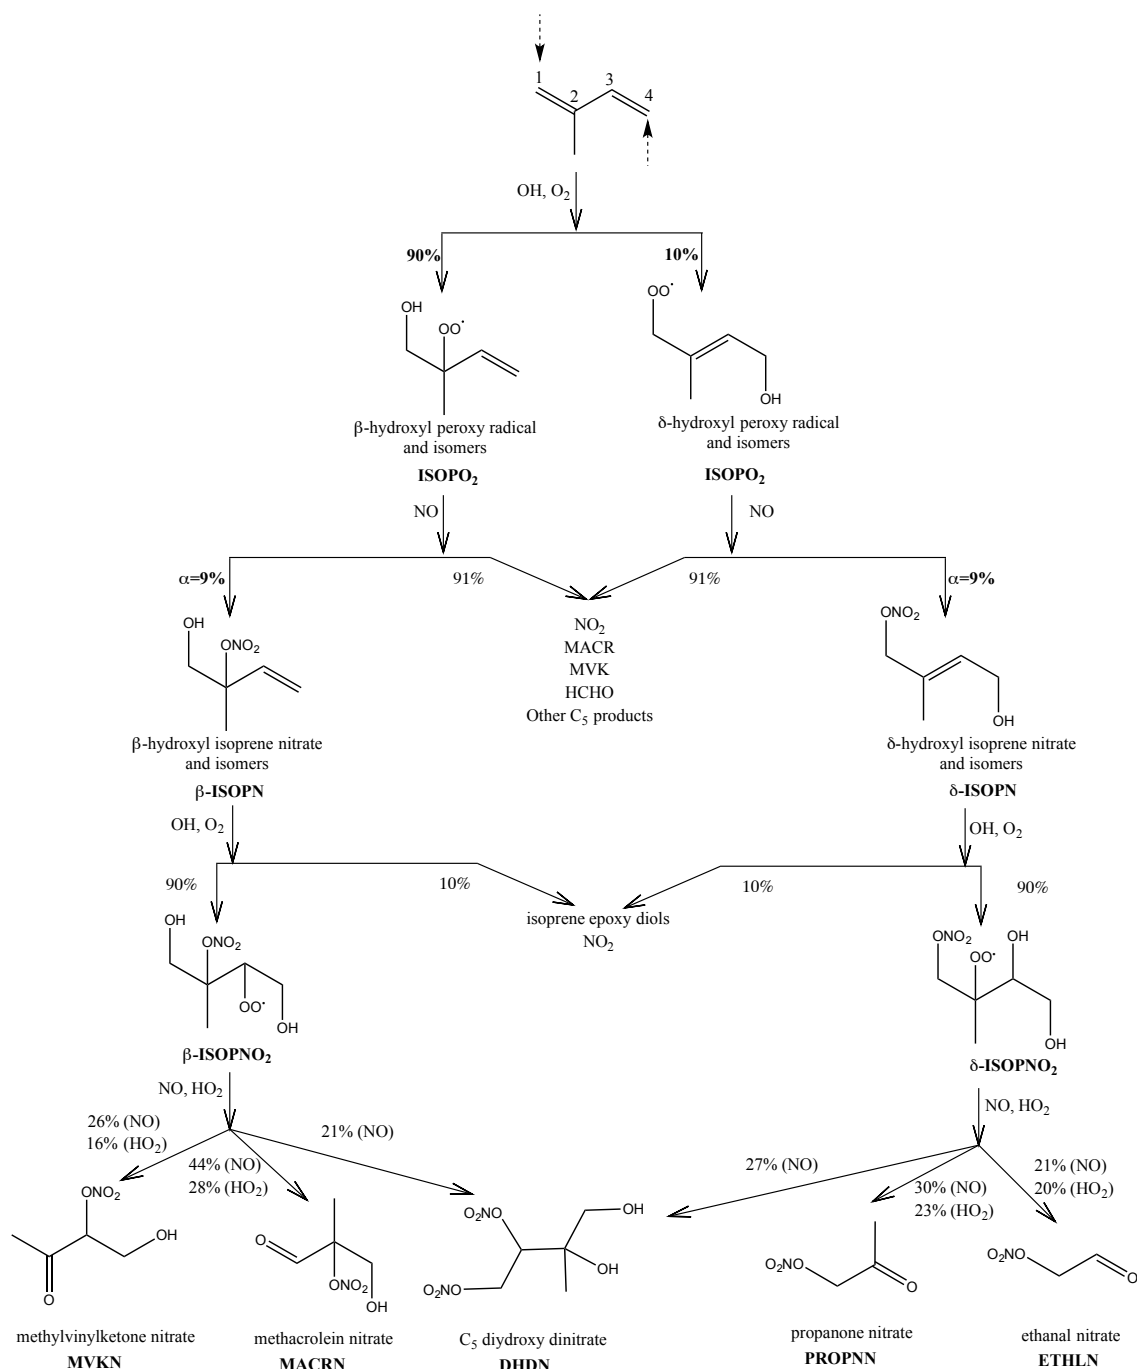 1
2
3
4
OH, O2
90%
10%
OH
OO·
OO·
OH
β-hydroxyl peroxy radical
and isomers
ISOPO2
δ-hydroxyl peroxy radical
and isomers
ISOPO2
NO
NO
α=9%
91%
91%
α=9%
NO2
MACR
MVK
HCHO
Other C5 products
OH
ONO2
ONO2
OH
β-hydroxyl isoprene nitrate
and isomers
β-ISOPN
δ-hydroxyl isoprene nitrate
and isomers
δ-ISOPN
OH, O2
OH, O2
90%
10%
10%
90%
isoprene epoxy diols
NO2
OH
ONO2
OO·
OH
β-ISOPNO2
ONO2
OH
OO·
OH
δ-ISOPNO2
NO, HO2
NO, HO2
26% (NO)
16% (HO2)
44% (NO)
28% (HO2)
21% (NO)
27% (NO)
30% (NO)
23% (HO2)
21% (NO)
20% (HO2)
ONO2
OH
O
O
ONO2
OH
O2NO
OH
OH
O2NO
O2NO
O
O2NO
O
methylvinylketone nitrate
MVKN
methacrolein nitrate
MACRN
C5 diydroxy dinitrate
DHDN
propanone nitrate
PROPNN
ethanal nitrate
ETHLN